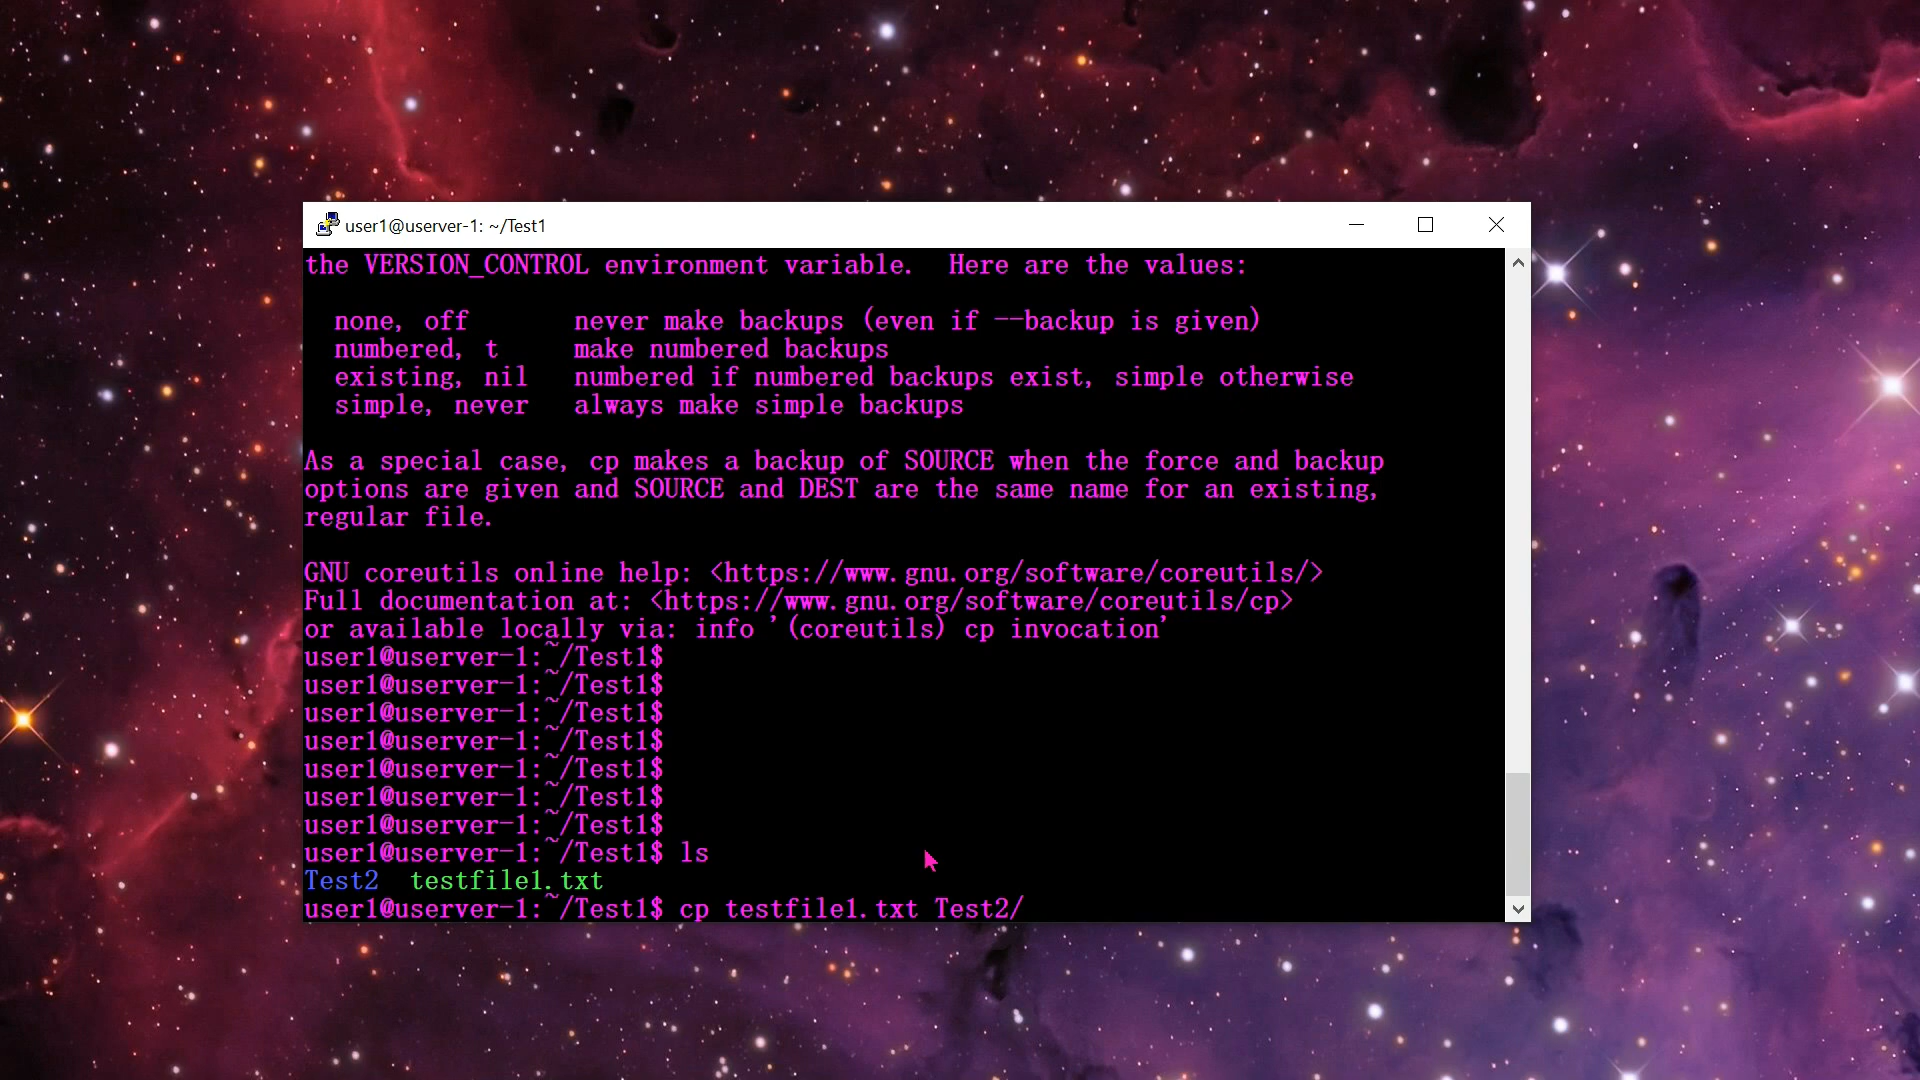 user1@userver-1: ~/Test1
the VERSION_CONTROL environment variable.  Here are the values:
none, off       never make backups (even if --backup is given)
numbered, t     make numbered backups
existing, nil   numbered if numbered backups exist, simple otherwise
simple, never   always make simple backups
As a special case, cp makes a backup of SOURCE when the force and backup
options are given and SOURCE and DEST are the same name for an existing,
regular file.
GNU coreutils online help: <https://www.gnu.org/software/coreutils/>
Full documentation at: <https://www.gnu.org/software/coreutils/cp>
or available locally via: info '(coreutils) cp invocation'
user1@userver-1:~/Test1$
user1@userver-1:~/Test1$
user1@userver-1:~/Test1$
user1@userver-1:~/Test1$
user1@userver-1:~/Test1$
user1@userver-1:~/Test1$
user1@userver-1:~/Test1$
user1@userver-1:~/Test1$ ls
Test2  testfile1.txt
user1@userver-1:~/Test1$ cp testfile1.txt Test2/